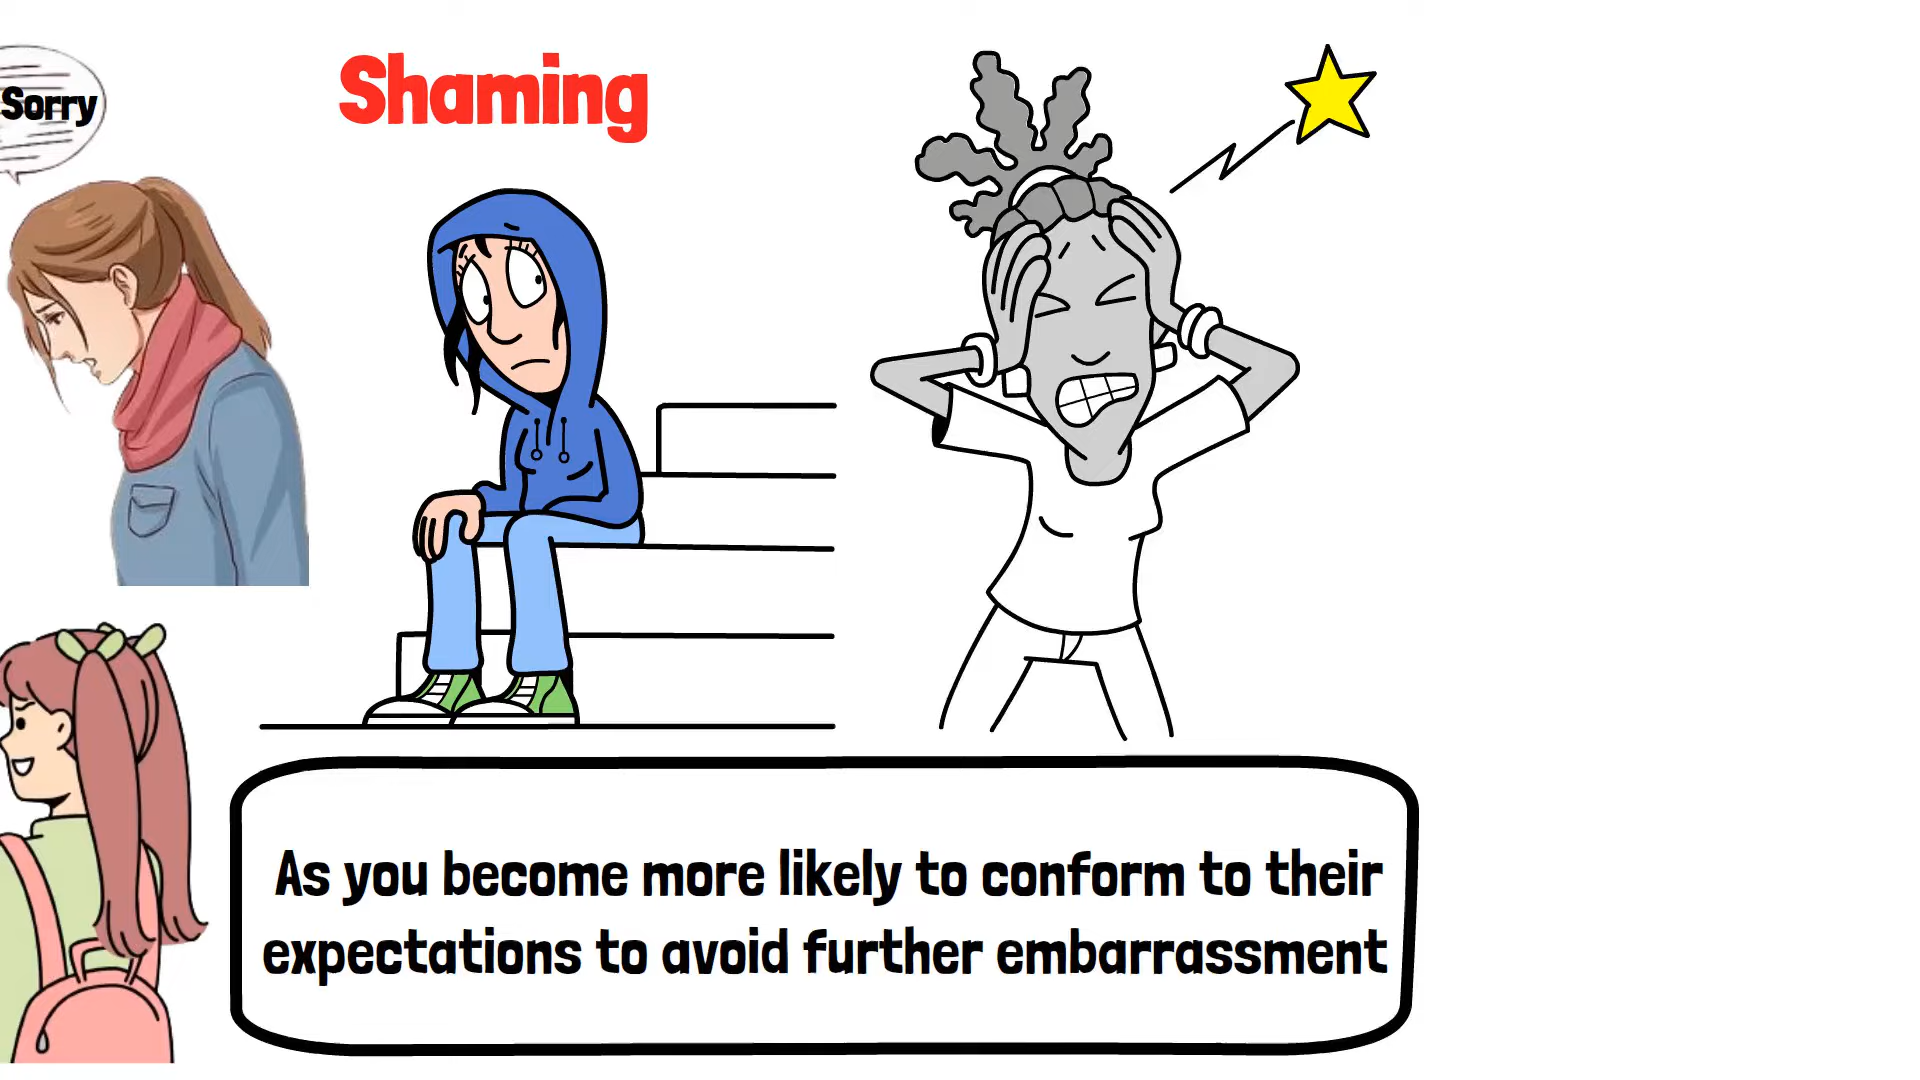 Sorry
Shaming
As you become more likely to conform to their
expectations to avoid further embarrassment